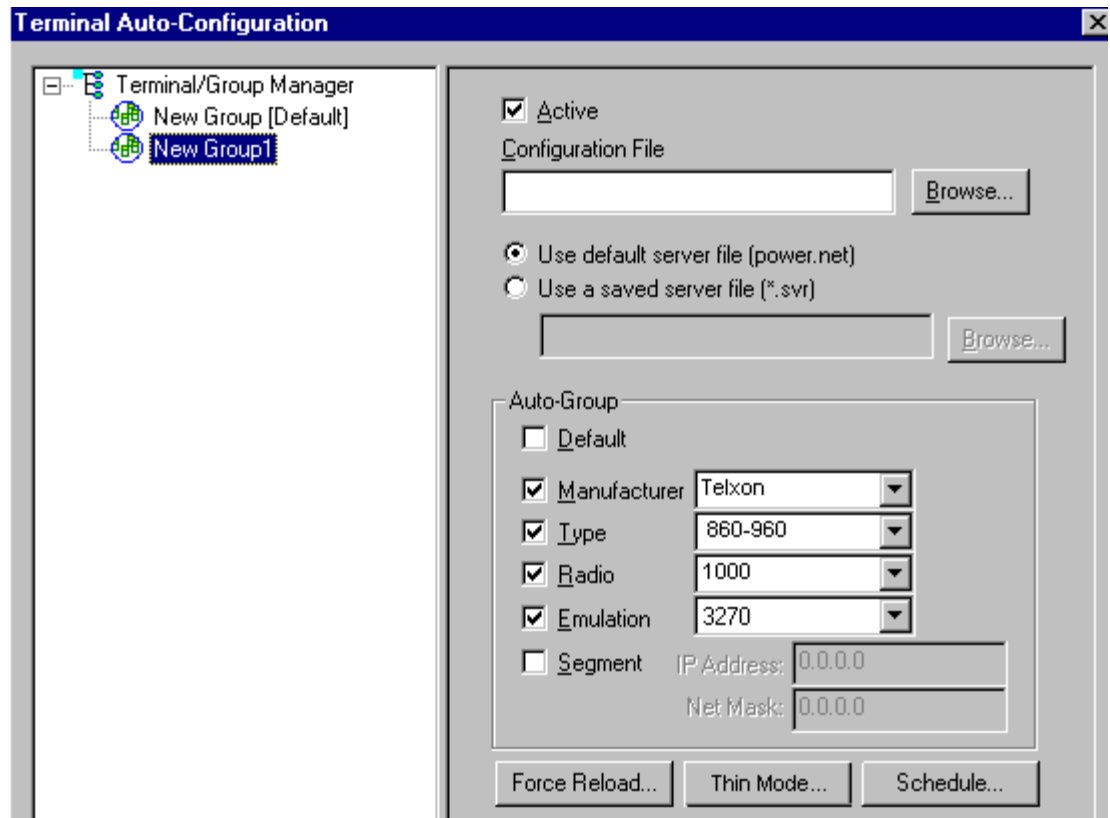 Terminal Auto-Configuration
Terminal/Group Manager
New Group [Default]
New Group1
Active
Configuration File
Browse...
Use default server file (power.net)
Use a saved server file (*.svr)
Browse...
Auto-Group
Default
Manufacturer Telxon
Type 860-960
Radio 1000
Emulation 3270
Segment IP Address: 0.0.0.0
Net Mask: 0.0.0.0
Force Reload... Thin Mode... Schedule...